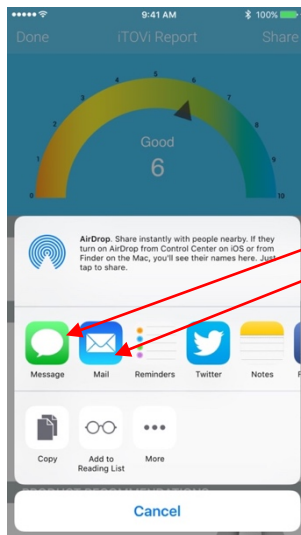 9:41 AM 100%
Done iTOVi Report Share
0 1 2 3 4 5 6 7 8 9 10
Good
6
AirDrop. Share instantly with people nearby. If they
turn on AirDrop from Control Center on iOS or from
Finder on the Mac, you'll see their names here. Just
tap to share.
Message Mail Reminders Twitter Notes F
Copy Add to More
Reading List
PRODUCT RECOMMENDATIONS
Cancel